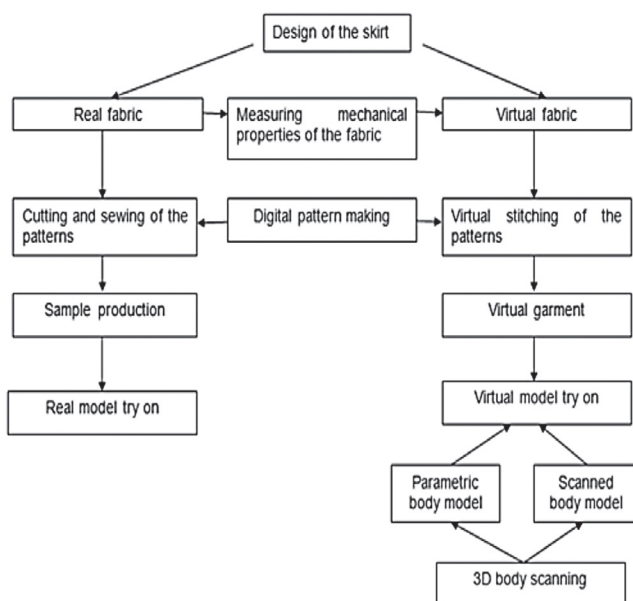 Design of the skirt
Real fabric
Measuring mechanical
properties of the fabric
Virtual fabric
Cutting and sewing of the
patterns
Digital pattern making
Virtual stitching of the
patterns
Sample production
Virtual garment
Real model try on
Virtual model try on
Parametric
body model
Scanned
body model
3D body scanning